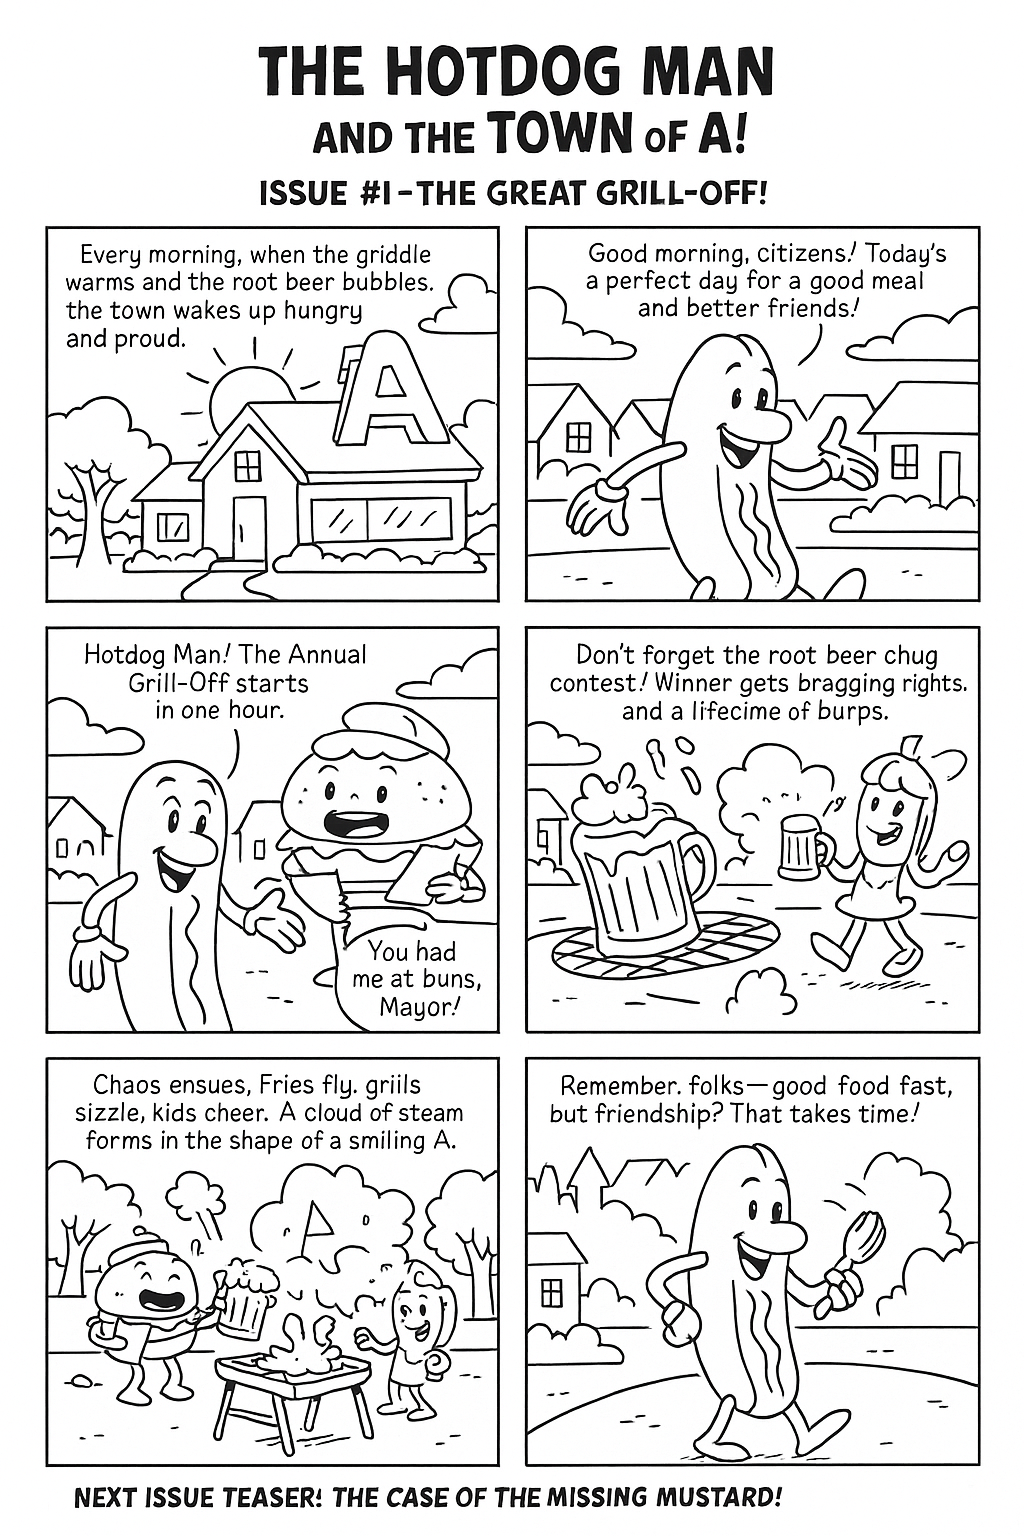 THE HOTDOG MAN
AND THE TOWN OF A!
ISSUE #1-THE GREAT GRILL-OFF!
Every morning, when the griddle
warms and the root beer bubbles.
the town wakes up hungry
and proud.
A
Good morning, citizens! Today's
a perfect day for a good meal
and better friends!
Hotdog Man! The Annual
Grill-Off starts
in one hour.
You had
me at buns,
Mayor!
Don't forget the root beer chug
contest! Winner gets bragging rights.
and a lifecime of burps.
Chaos ensues, Fries fly. griils
sizzle, kids cheer. A cloud of steam
forms in the shape of a smiling A.
Remember. folks—good food fast,
but friendship? That takes time!
NEXT ISSUE TEASER! THE CASE OF THE MISSING MUSTARD!